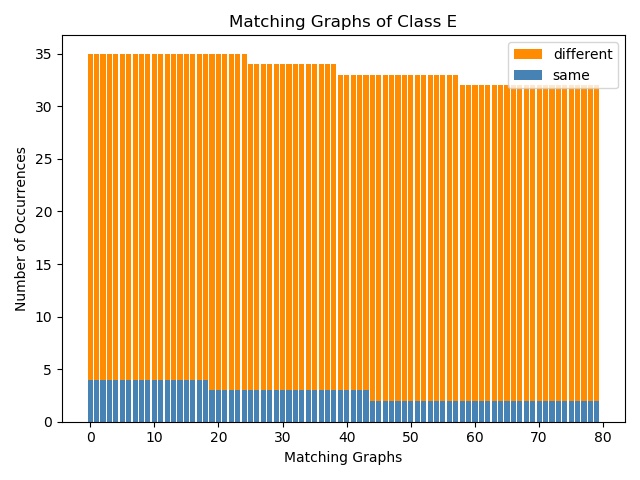 Matching Graphs of Class E
different
same
Number of Occurrences
35
30
25
20
15
10
5
0
0 10 20 30 40 50 60 70 80
Matching Graphs